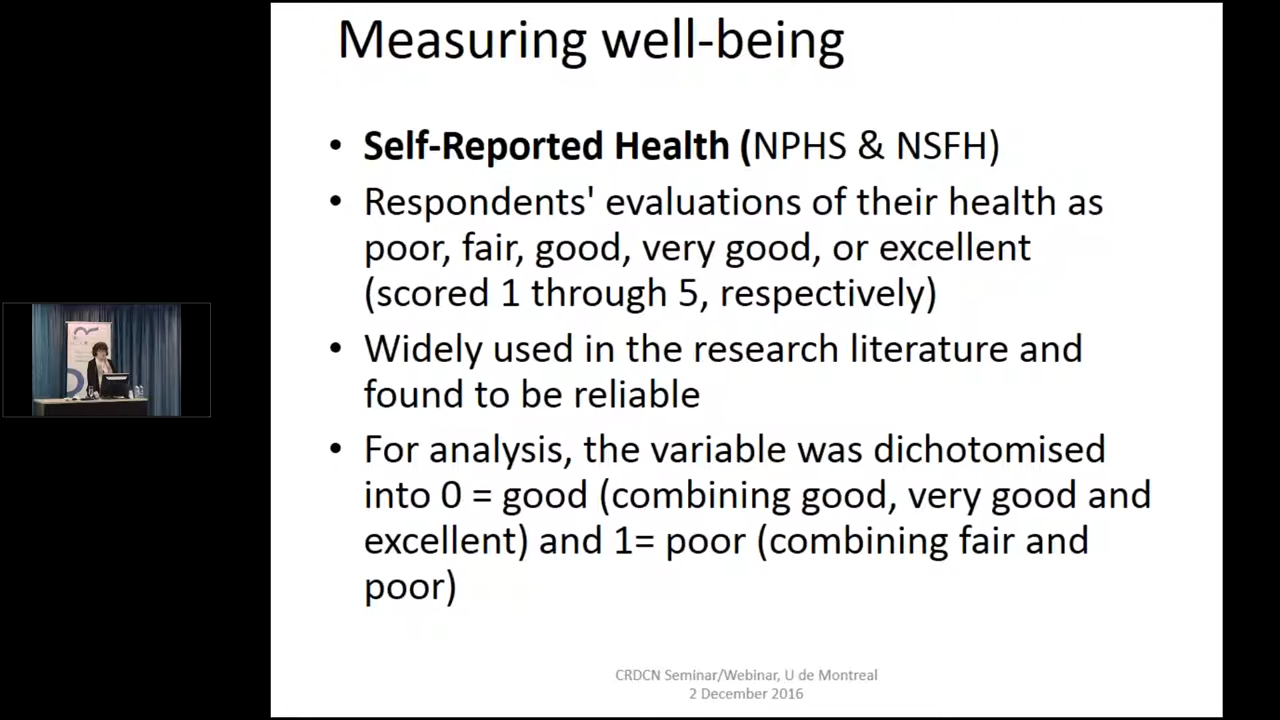 Measuring well-being
• Self-Reported Health (NPHS & NSFH)
• Respondents' evaluations of their health as
poor, fair, good, very good, or excellent
(scored 1 through 5, respectively)
• Widely used in the research literature and
found to be reliable
• For analysis, the variable was dichotomised
into 0 = good (combining good, very good and
excellent) and 1= poor (combining fair and
poor)
CRDCN Seminar/Webinar, U de Montreal
2 December 2016